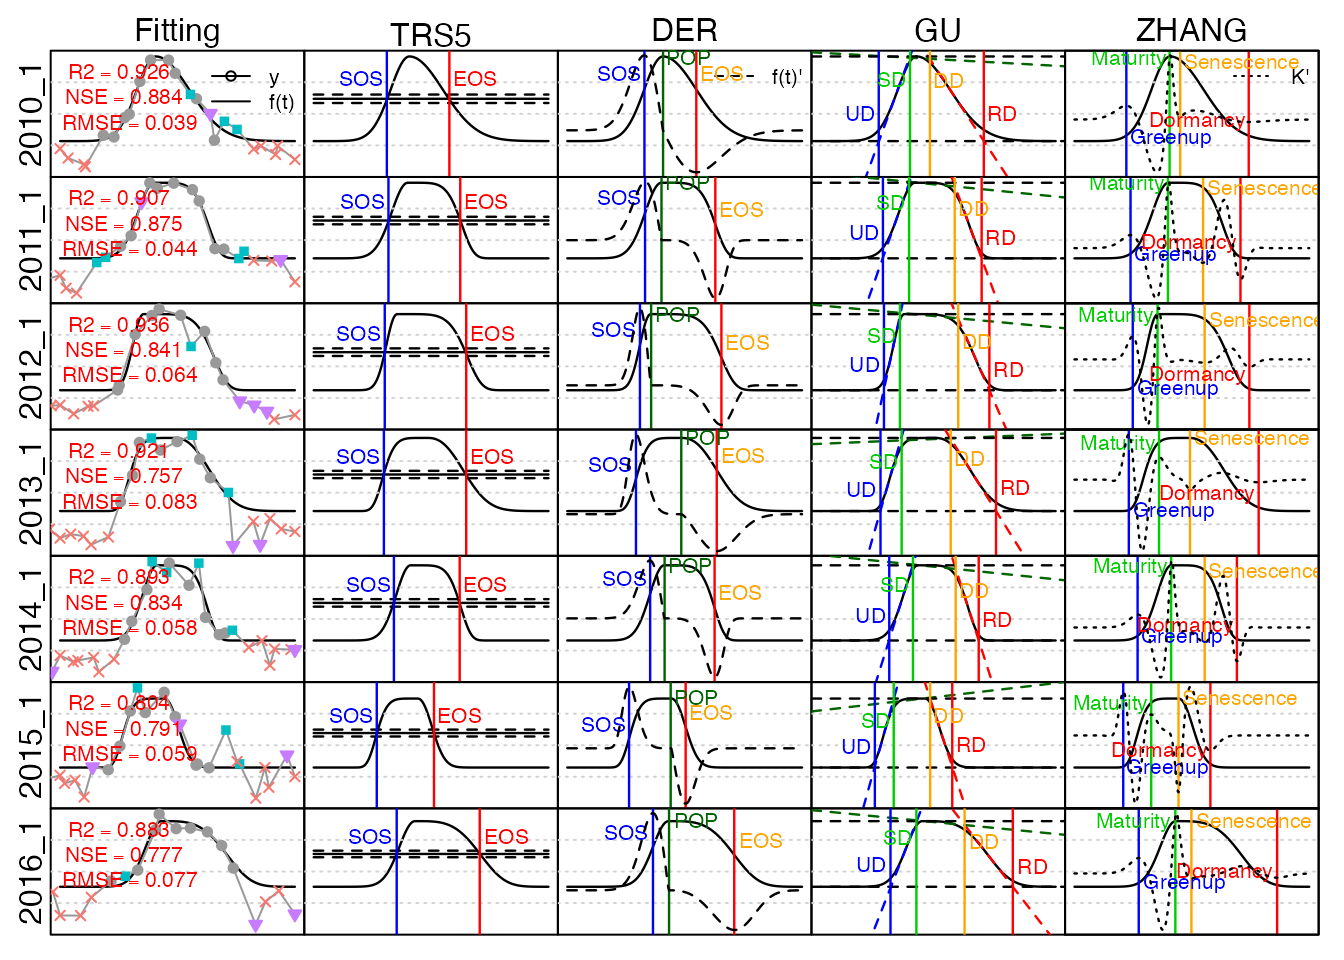 Fitting TRS5 DER GU ZHANG
2010_1
R2 = 0.926
NSE = 0.884
RMSE = 0.039
y
f(t)
SOS EOS
SOS POP EOS f(t)'
UD SD DD RD
Greenup Maturity Senescence Dormancy K'
2011_1
R2 = 0.907
NSE = 0.875
RMSE = 0.044
SOS EOS
SOS POP EOS
UD SD DD RD
Greenup Maturity Senescence Dormancy
2012_1
R2 = 0.936
NSE = 0.841
RMSE = 0.064
SOS EOS
SOS POP EOS
UD SD DD RD
Greenup Maturity Senescence Dormancy
2013_1
R2 = 0.921
NSE = 0.757
RMSE = 0.083
SOS EOS
SOS POP EOS
UD SD DD RD
Greenup Maturity Senescence Dormancy
2014_1
R2 = 0.893
NSE = 0.834
RMSE = 0.058
SOS EOS
SOS POP EOS
UD SD DD RD
Greenup Maturity Senescence Dormancy
2015_1
R2 = 0.804
NSE = 0.791
RMSE = 0.059
SOS EOS
SOS POP EOS
UD SD DD RD
Greenup Maturity Senescence Dormancy
2016_1
R2 = 0.883
NSE = 0.777
RMSE = 0.077
SOS EOS
SOS POP EOS
UD SD DD RD
Greenup Maturity Senescence Dormancy